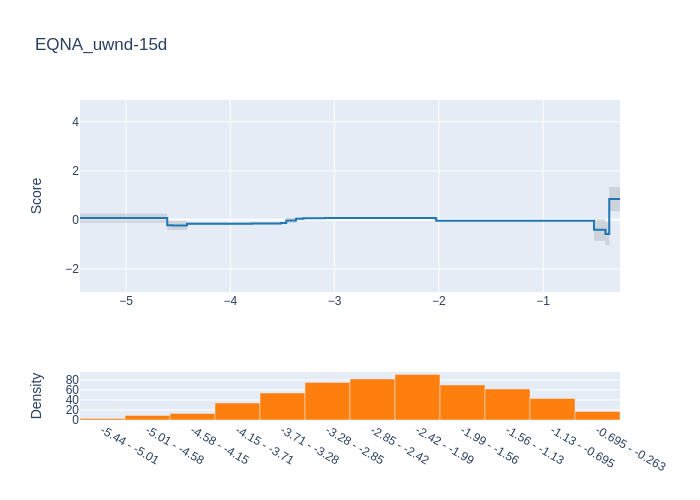 EQNA_uwnd-15d
Score
4
2
0
−2
−5
−4
−3
−2
−1
Density
80
60
40
20
0
-5.44 - -5.01
-5.01 - -4.58
-4.58 - -4.15
-4.15 - -3.71
-3.71 - -3.28
-3.28 - -2.85
-2.85 - -2.42
-2.42 - -1.99
-1.99 - -1.56
-1.56 - -1.13
-1.13 - -0.695
-0.695 - -0.263